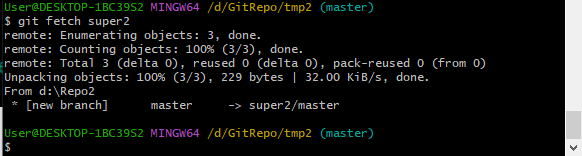 User@DESKTOP-1BC39S2 MINGW64 /d/GitRepo/tmp2 (master)
$ git fetch super2
remote: Enumerating objects: 3, done.
remote: Counting objects: 100% (3/3), done.
remote: Total 3 (delta 0), reused 0 (delta 0), pack-reused 0 (from 0)
Unpacking objects: 100% (3/3), 229 bytes | 32.00 KiB/s, done.
From d:\Repo2
 * [new branch]      master     -> super2/master

User@DESKTOP-1BC39S2 MINGW64 /d/GitRepo/tmp2 (master)
$